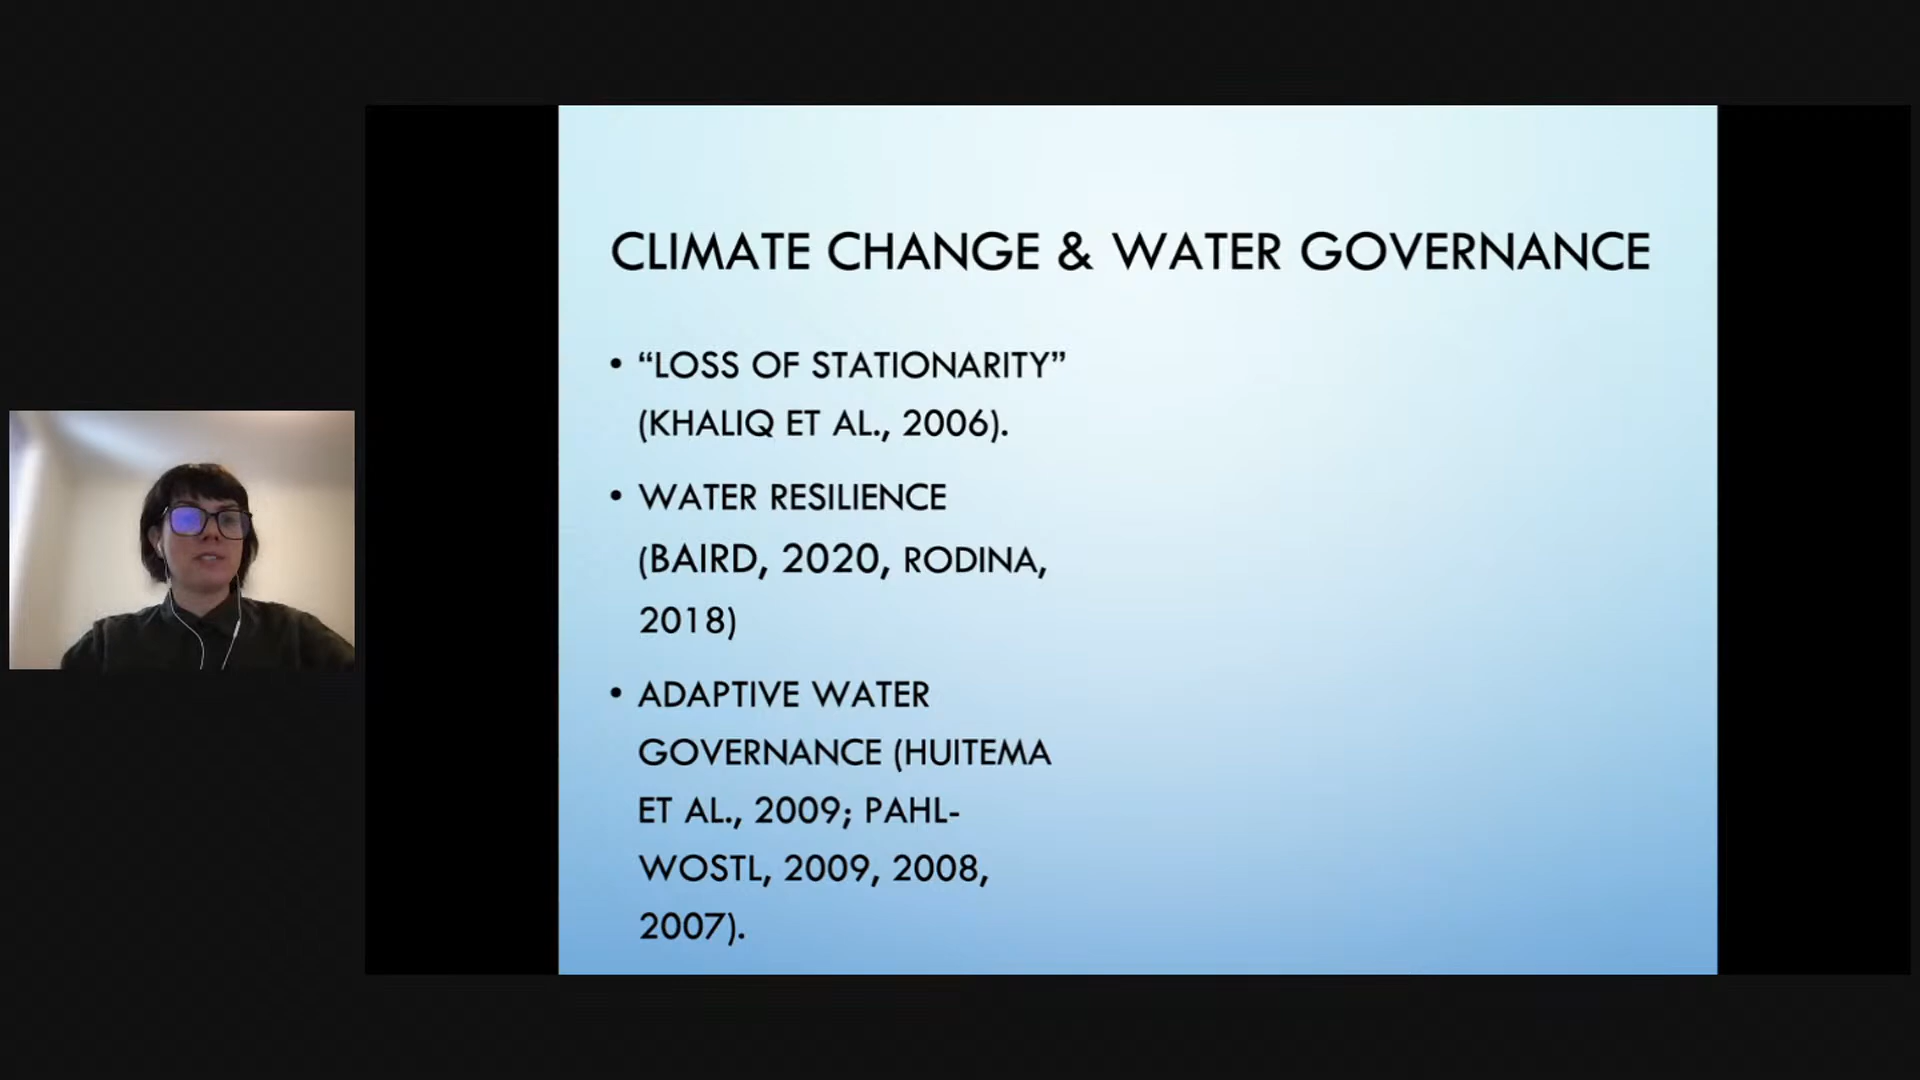 CLIMATE CHANGE & WATER GOVERNANCE
• “LOSS OF STATIONARITY”
(KHALIQ ET AL., 2006).
• WATER RESILIENCE
(BAIRD, 2020, RODINA,
2018)
• ADAPTIVE WATER
GOVERNANCE (HUITEMA
ET AL., 2009; PAHL-
WOSTL, 2009, 2008,
2007).